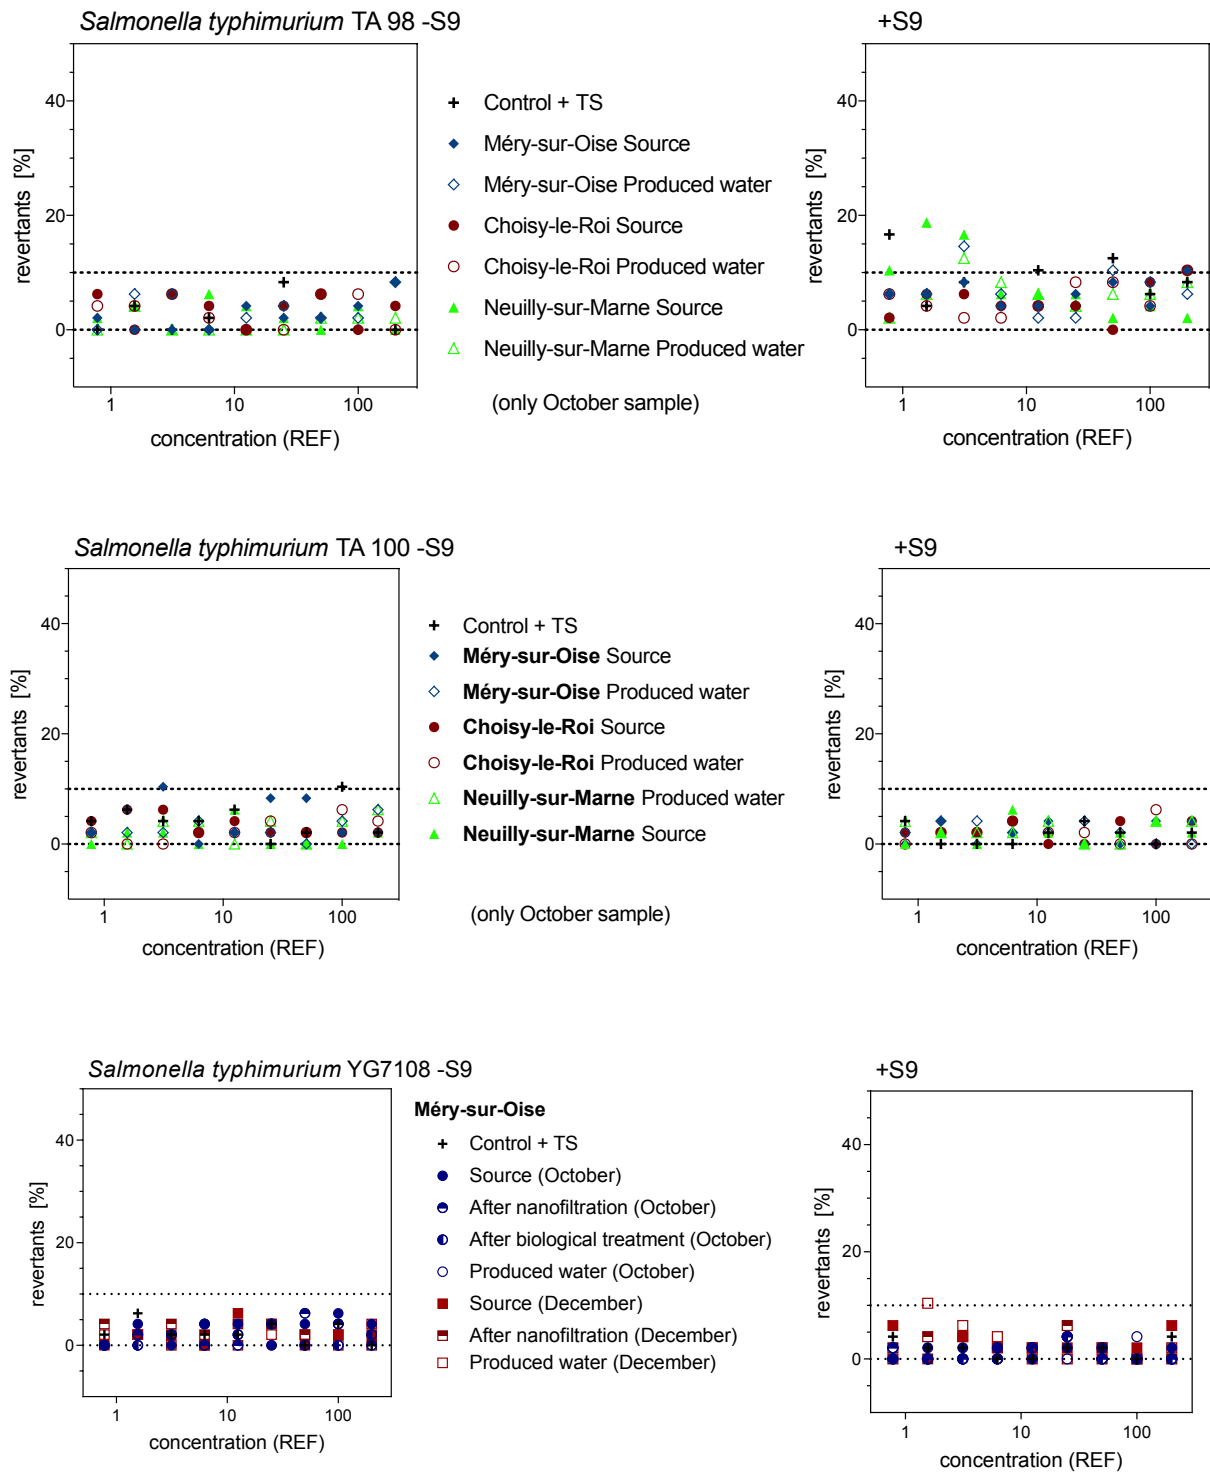 Salmonella typhimurium TA 98 -S9
+S9
revertants [%]
40
20
0
1
10
100
concentration (REF)
Control + TS
Méry-sur-Oise Source
Méry-sur-Oise Produced water
Choisy-le-Roi Source
Choisy-le-Roi Produced water
Neuilly-sur-Marne Source
Neuilly-sur-Marne Produced water
(only October sample)
revertants [%]
40
20
0
1
10
100
concentration (REF)
Salmonella typhimurium TA 100 -S9
+S9
revertants [%]
40
20
0
1
10
100
concentration (REF)
Control + TS
Méry-sur-Oise Source
Méry-sur-Oise Produced water
Choisy-le-Roi Source
Choisy-le-Roi Produced water
Neuilly-sur-Marne Produced water
Neuilly-sur-Marne Source
(only October sample)
revertants [%]
40
20
0
1
10
100
concentration (REF)
Salmonella typhimurium YG7108 -S9
+S9
revertants [%]
40
20
0
1
10
100
concentration (REF)
Méry-sur-Oise
Control + TS
Source (October)
After nanofiltration (October)
After biological treatment (October)
Produced water (October)
Source (December)
After nanofiltration (December)
Produced water (December)
revertants [%]
40
20
0
1
10
100
concentration (REF)